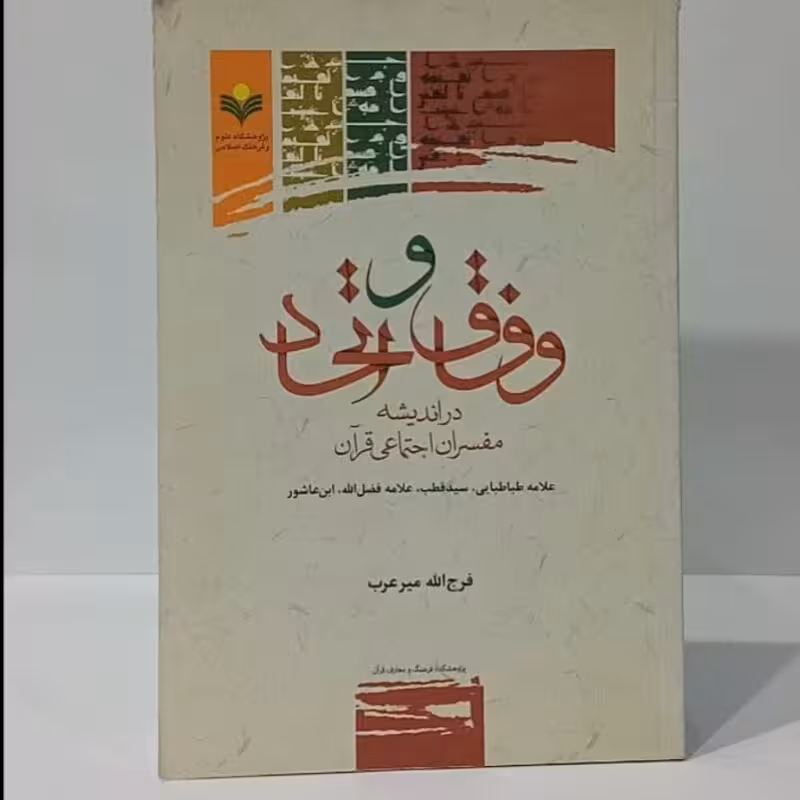 پژوهشگاه علوم
و فرهنگ اسلامی
وفاق و اتحاد
در اندیشه
مفسران اجتماعی قرآن
علامه طباطبایی، سید قطب، علامه فضل‌الله، ابن عاشور
فرج‌الله میرعرب
پژوهشکده فرهنگ و معارف قرآن